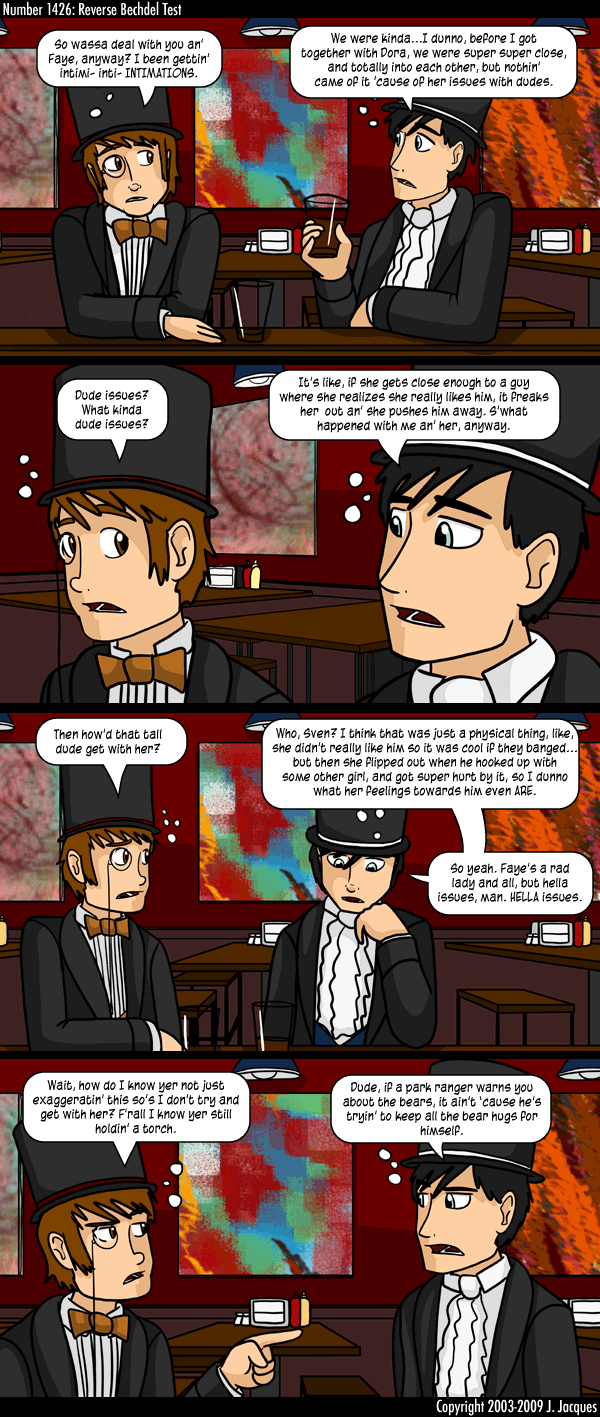 Number 1426: Reverse Bechdel Test
So wassa deal with you an'
Faye, anyway? I been gettin'
intimi- inti- INTIMATIONS.
We were kinda...I dunno, before I got
together with Dora, we were super super close,
and totally into each other, but nothin'
came of it 'cause of her issues with dudes.
Dude issues?
What kinda
dude issues?
It's like, if she gets close enough to a guy
where she realizes she really likes him, it freaks
her out an' she pushes him away. S'what
happened with me an' her, anyway.
Then how'd that tall
dude get with her?
Who, Sven? I think that was just a physical thing, like,
she didn't really like him so it was cool if they banged...
but then she flipped out when he hooked up with
some other girl, and got super hurt by it, so I dunno
what her feelings towards him even ARE.
So yeah. Faye's a rad
lady and all, but hella
issues, man. HELLA issues.
Wait, how do I know yer not just
exaggeratin' this so's I don't try and
get with her? F'rall I know yer still
holdin' a torch.
Dude, if a park ranger warns you
about the bears, it ain't 'cause he's
tryin' to keep all the bear hugs for
himself.
Copyright 2003-2009 J. Jacques